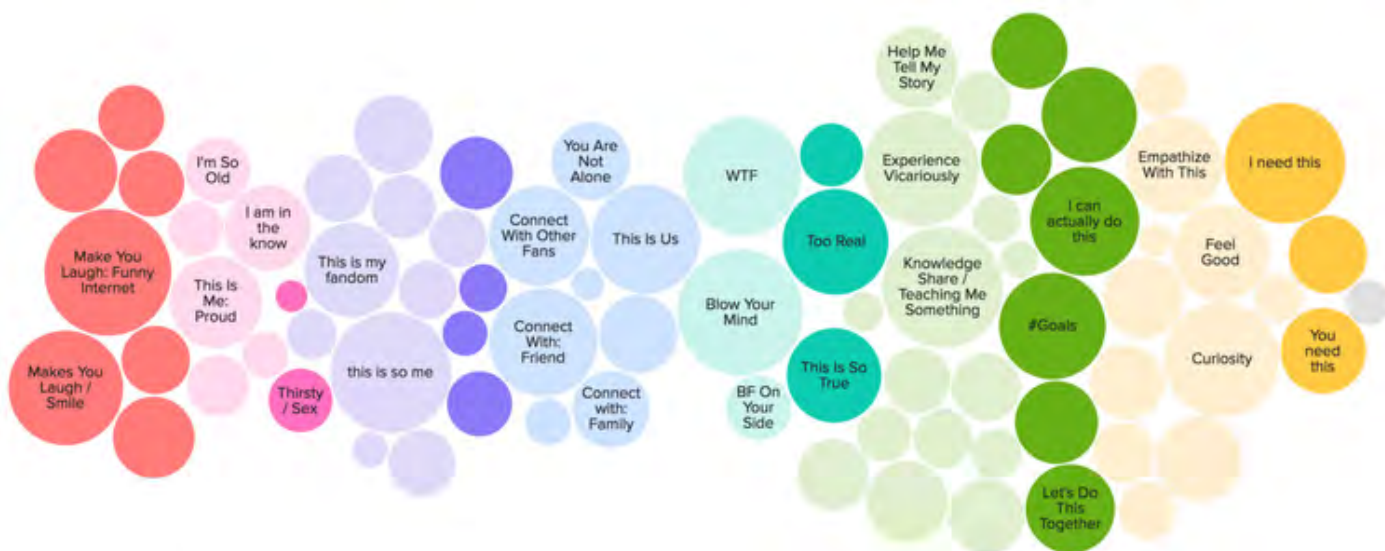 Help Me
Tell My
Story
I'm So
Old
You Are
Not
Alone
WTF
Experience
Vicariously
Empathize
With This
I need this
I am in
the
know
Connect
With Other
Fans
This Is Us
Too Real
I can
actually do
this
Make You
Laugh: Funny
Internet
This is my
fandom
Feel
Good
This Is
Me:
Proud
Knowledge
Share /
Teaching Me
Something
Blow Your
Mind
#Goals
Connect
With:
Friend
You
need
this
Makes You
Laugh /
Smile
this is so me
This Is So
True
Curiosity
Thirsty
/ Sex
Connect
with:
Family
BF On
Your
Side
Let's Do
This
Together